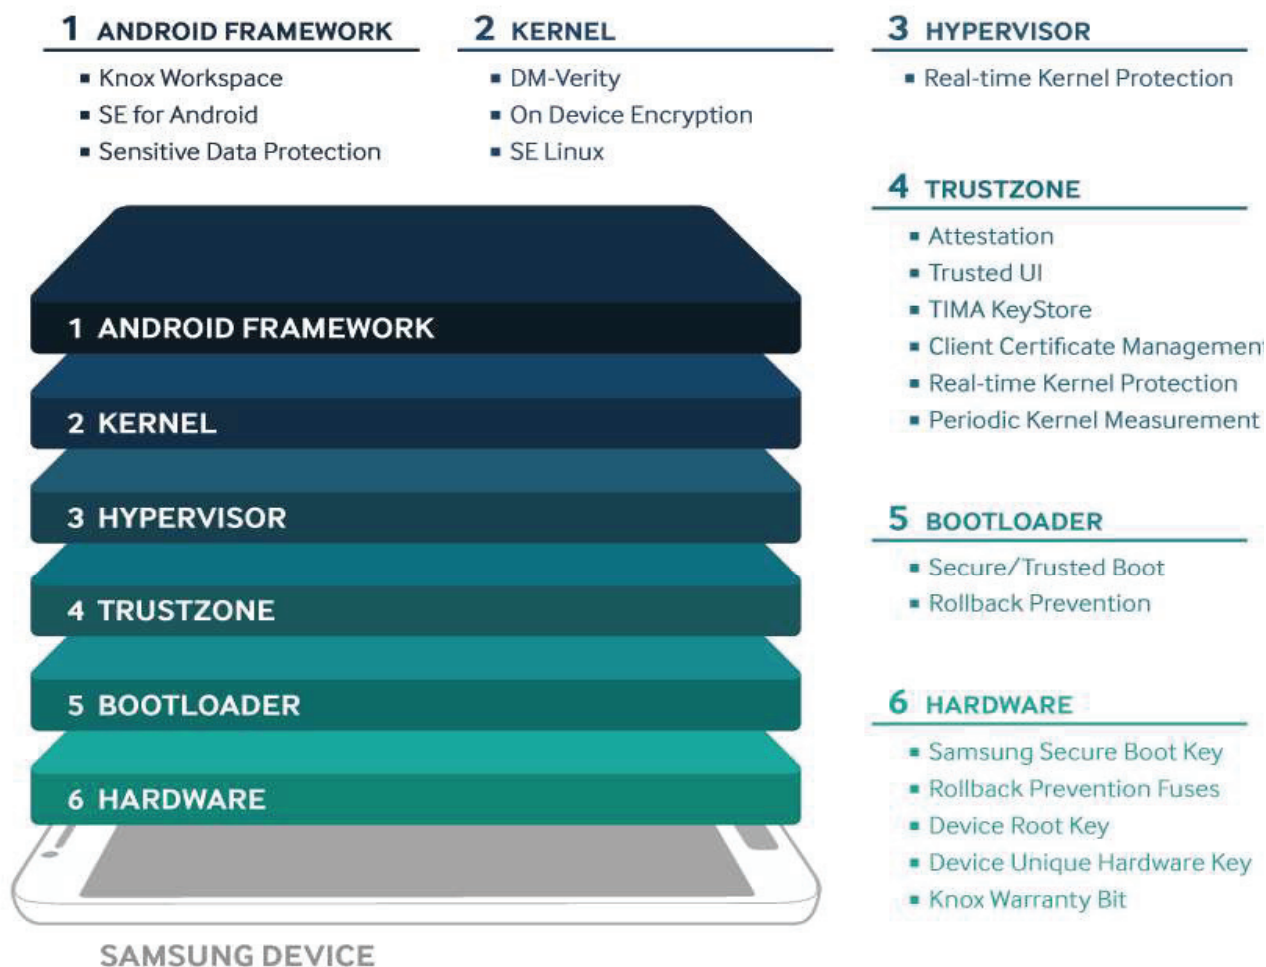 1 ANDROID FRAMEWORK
▪ Knox Workspace
▪ SE for Android
▪ Sensitive Data Protection
2 KERNEL
▪ DM-Verity
▪ On Device Encryption
▪ SE Linux
3 HYPERVISOR
▪ Real-time Kernel Protection
4 TRUSTZONE
▪ Attestation
▪ Trusted UI
▪ TIMA KeyStore
▪ Client Certificate Management
▪ Real-time Kernel Protection
▪ Periodic Kernel Measurement
5 BOOTLOADER
▪ Secure/Trusted Boot
▪ Rollback Prevention
6 HARDWARE
▪ Samsung Secure Boot Key
▪ Rollback Prevention Fuses
▪ Device Root Key
▪ Device Unique Hardware Key
▪ Knox Warranty Bit
1 ANDROID FRAMEWORK
2 KERNEL
3 HYPERVISOR
4 TRUSTZONE
5 BOOTLOADER
6 HARDWARE
SAMSUNG DEVICE